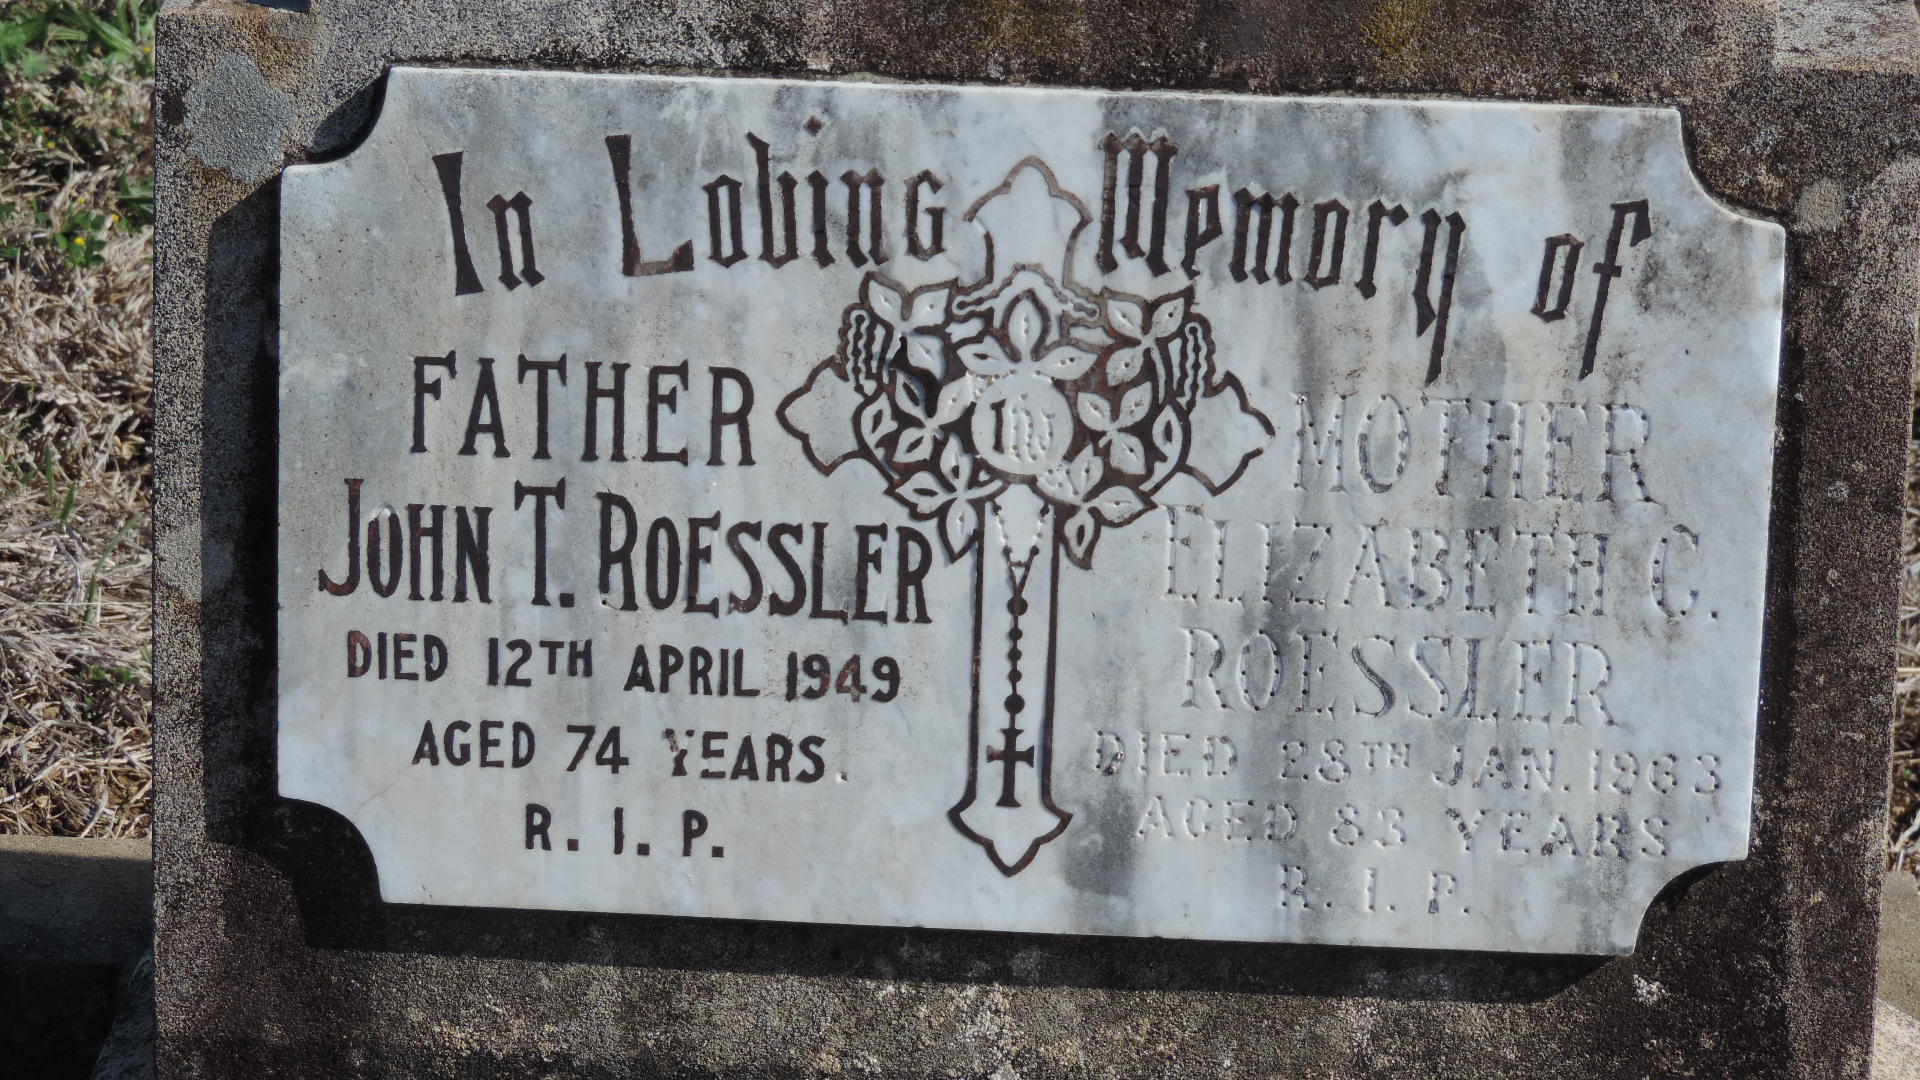 In Loving Memory of
FATHER
JOHN T. ROESSLER
DIED 12TH APRIL 1949
AGED 74 YEARS.
R. I. P.
IHS
MOTHER
ELIZABETH C.
ROESSLER
DIED 28TH JAN. 1963
AGED 83 YEARS
R. I. P.